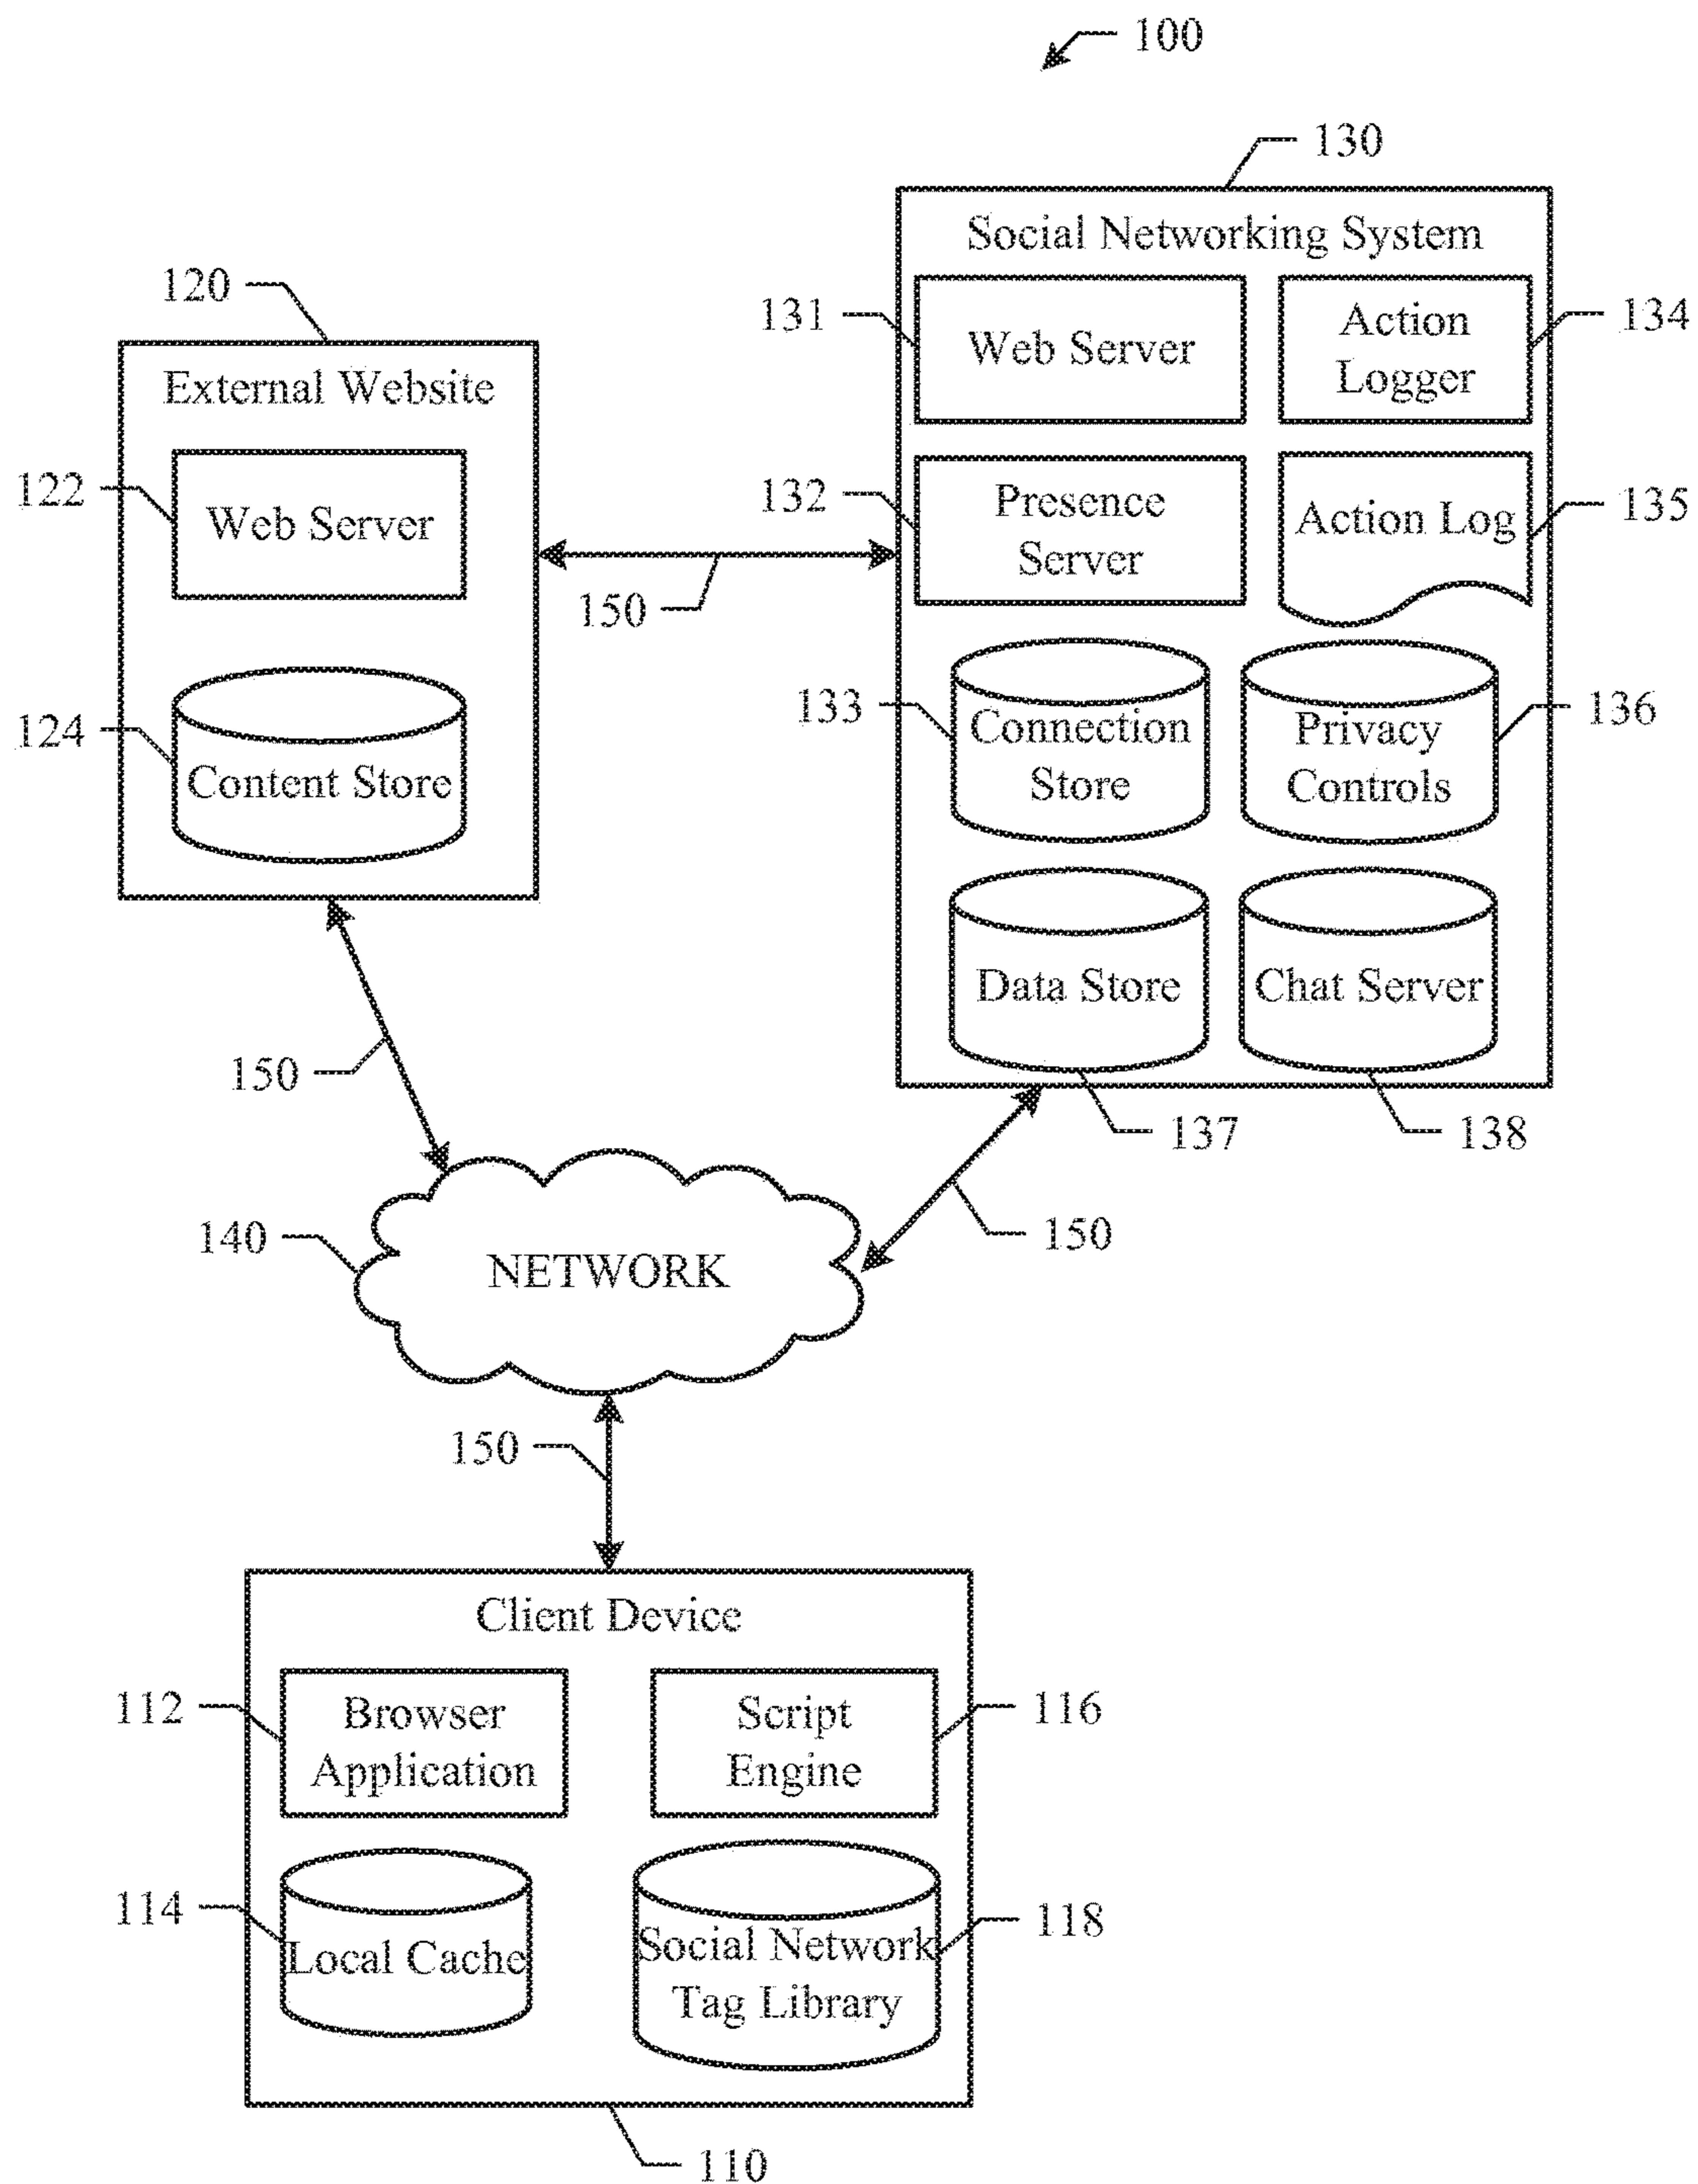 100
130
Social Networking System
120
131
Web Server
Action
Logger
134
External Website
122
Web Server
132
Presence
Server
Action Log
135
150
133
Connection
Store
Privacy
Controls
136
124
Content Store
Data Store
Chat Server
150
137
138
140
NETWORK
150
150
Client Device
112
Browser
Application
Script
Engine
116
114
Local Cache
Social Network
Tag Library
118
110